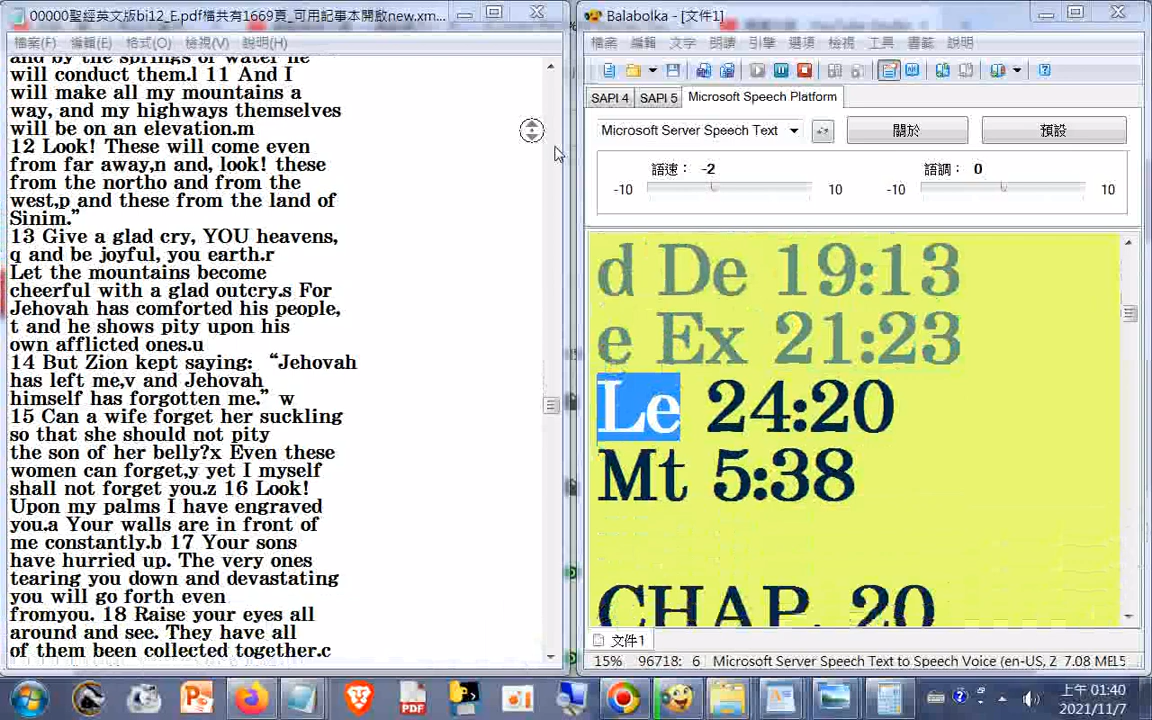 00000聖經英文版bi12_E.pdf檔共有1669頁_可用記事本開啟new.xm...
檔案(F) 編輯(E) 格式(O) 檢視(V) 說明(H)
and by the springs of water he
will conduct them.l 11 And I
will make all my mountains a
way, and my highways themselves
will be on an elevation.m
12 Look! These will come even
from far away,n and, look! these
from the northo and from the
west,p and these from the land of
Sinim.”
13 Give a glad cry, YOU heavens,
q and be joyful, you earth.r
Let the mountains become
cheerful with a glad outcry.s For
Jehovah has comforted his people,
t and he shows pity upon his
own afflicted ones.u
14 But Zion kept saying: “Jehovah
has left me,v and Jehovah
himself has forgotten me.” w
15 Can a wife forget her suckling
so that she should not pity
the son of her belly?x Even these
women can forget,y yet I myself
shall not forget you.z 16 Look!
Upon my palms I have engraved
you.a Your walls are in front of
me constantly.b 17 Your sons
have hurried up. The very ones
tearing you down and devastating
you will go forth even
fromyou. 18 Raise your eyes all
around and see. They have all
of them been collected together.c
Balabolka - [文件1]
檔案 編輯 文字 朗讀 引擎 選項 檢視 工具 書籤 說明
SAPI 4 SAPI 5 Microsoft Speech Platform
Microsoft Server Speech Text 關於 預設
語速： -2 語調： 0
-10 10 -10 10
d De 19:13
e Ex 21:23
Le 24:20
Mt 5:38
CHAP. 20
文件1
15% 96718: 6 Microsoft Server Speech Text to Speech Voice (en-US, Z 7.08 ME
PDF
上午 01:40
2021/11/7